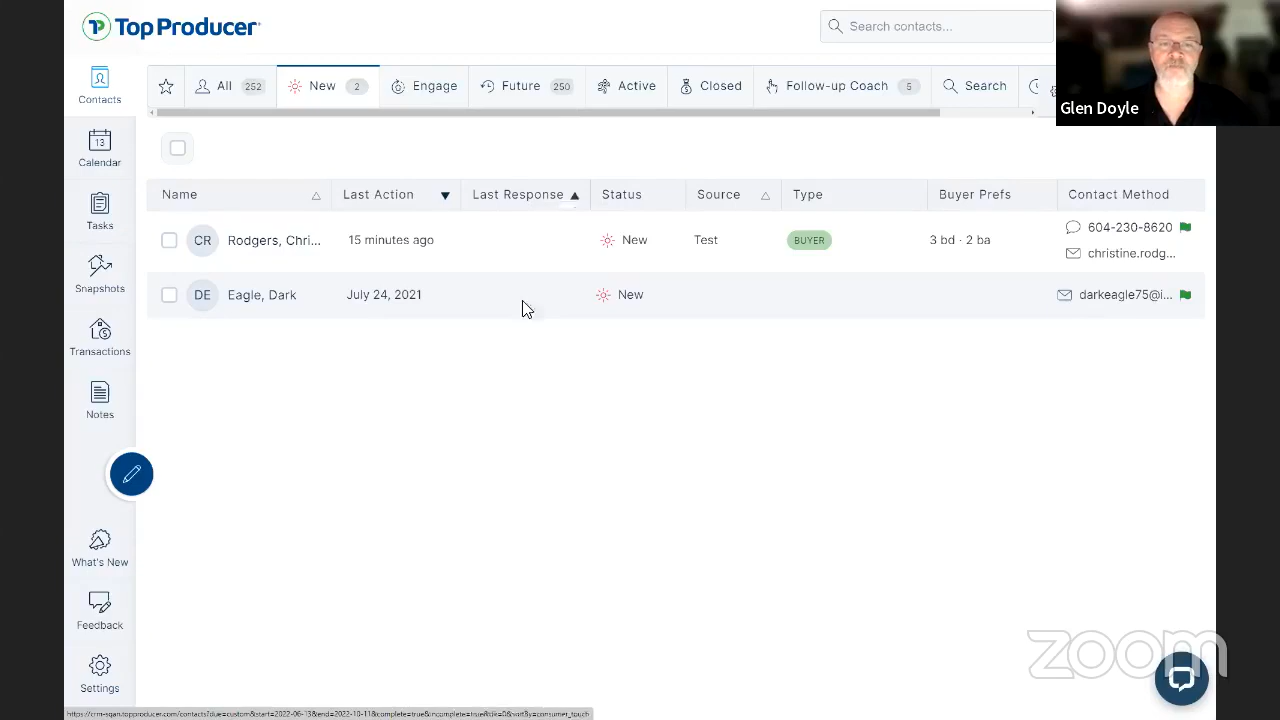 Top Producer
Search contacts...
Glen Doyle
Contacts
All 252
New 2
Engage
Future 250
Active
Closed
Follow-up Coach 5
Search
13
Calendar
Tasks
Snapshots
Transactions
Notes
What's New
Feedback
Settings
Name Last Action Last Response Status Source Type Buyer Prefs Contact Method
CR Rodgers, Chri... 15 minutes ago New Test BUYER 3 bd · 2 ba 604-230-8620
christine.rodg...
DE Eagle, Dark July 24, 2021 New darkeagle75@i...
zoom